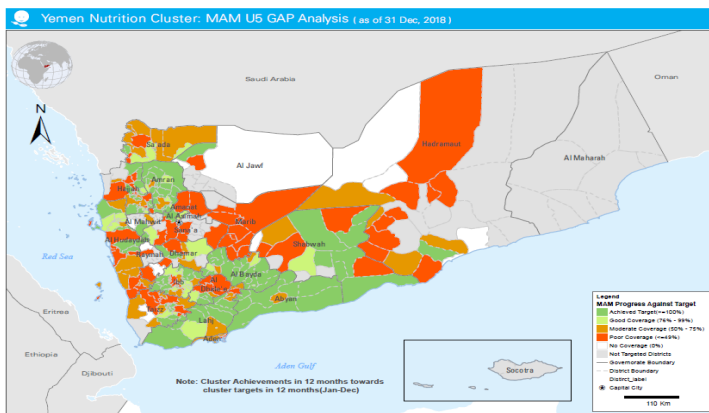 Yemen Nutrition Cluster: MAM U5 GAP Analysis ( as of 31 Dec, 2018 )
Saudi Arabia
Oman
N
Sa'ada
Hadramaut
Al Jawf
Al Maharah
Amran
Hajjah
Amanat
Al Asimah
Al Mahwit
Marib
Sana'a
Al Hudaydah
Shabwah
Red Sea
Raymah
Dhamar
Al Bayda
Ibb
Al
Dhale'e
Abyan
Taizz
Lahj
Eritrea
Aden
Ethiopia
Aden Gulf
Djibouti
Socotra
Note: Cluster Achievements in 12 months towards
cluster targets in 12 months(Jan-Dec)
Legend
MAM Progress Against Target
Achieved Target(>=100%)
Good Coverage (76% - 99%)
Moderate Coverage (50% - 75%)
Poor Coverage (<=49%)
No Coverage (0%)
Not Targeted Districts
Governorate Boundary
District Boundary
District_label
Capital City
110 Km